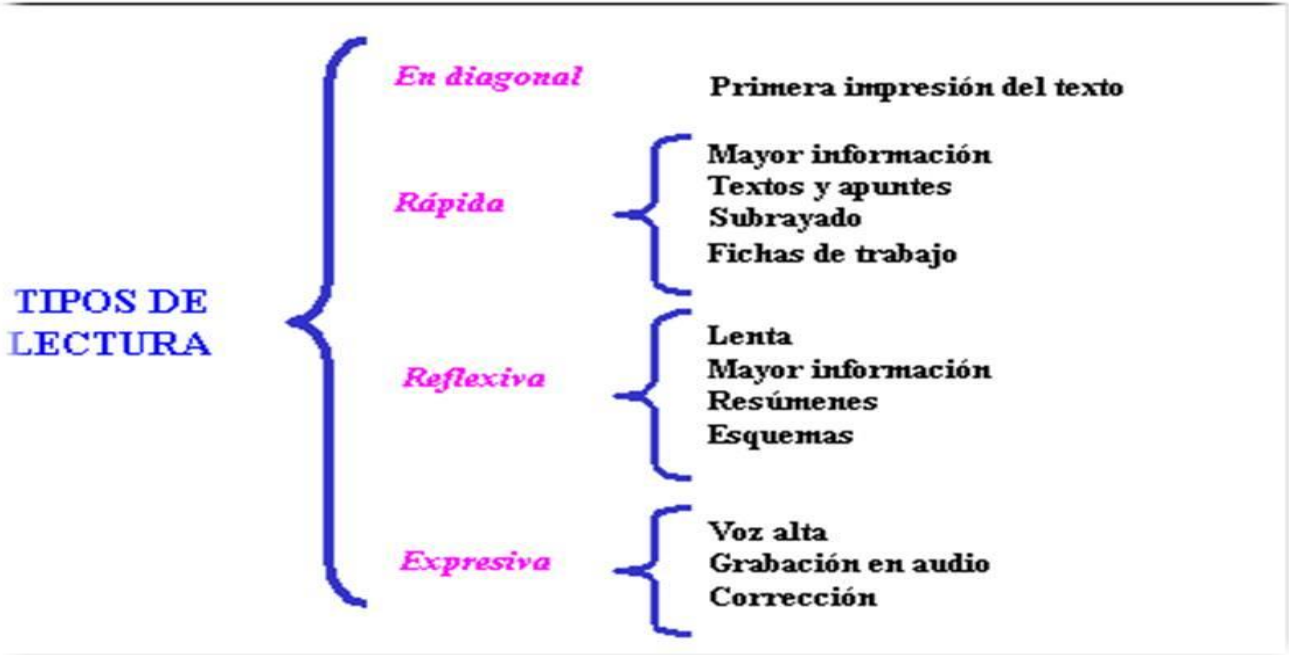 TIPOS DE
LECTURA
En diagonal
Primera impresión del texto
Rápida
Mayor información
Textos y apuntes
Subrayado
Fichas de trabajo
Reflexiva
Lenta
Mayor información
Resúmenes
Esquemas
Expresiva
Voz alta
Grabación en audio
Corrección